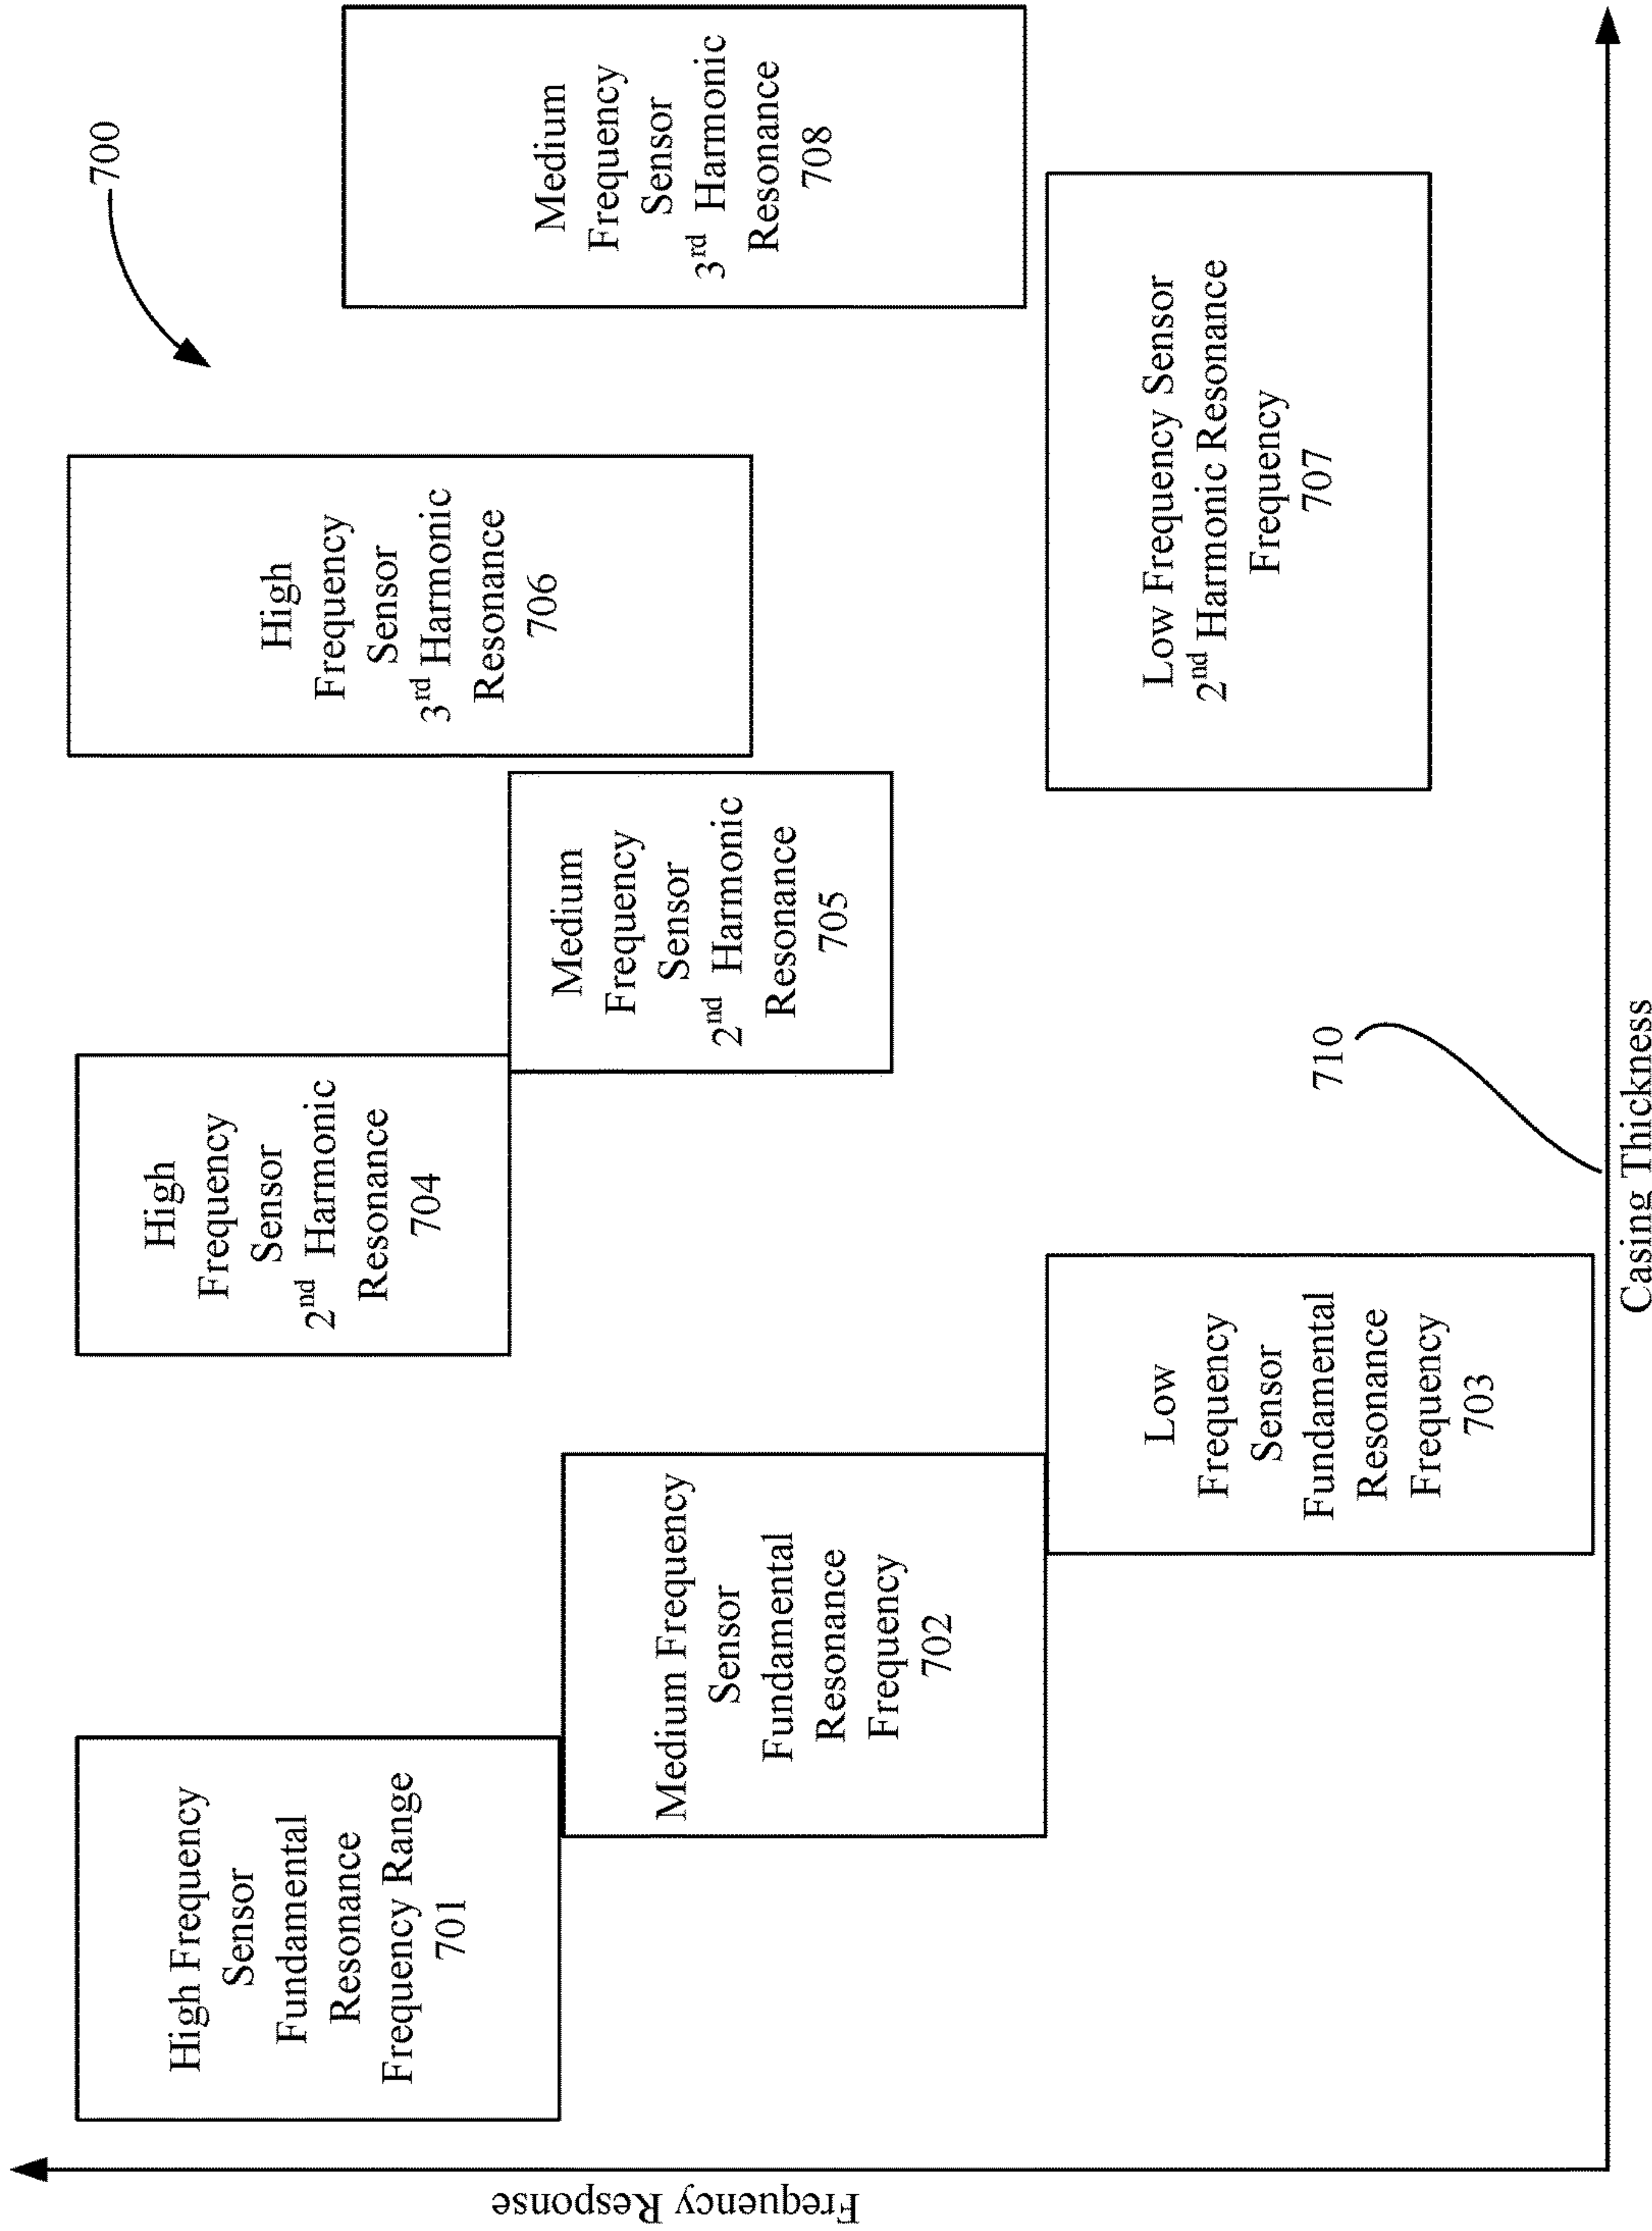 700
High Frequency
Sensor
Fundamental
Resonance
Frequency Range
701
Medium Frequency
Sensor
Fundamental
Resonance
Frequency
702
Low
Frequency
Sensor
Fundamental
Resonance
Frequency
703
High
Frequency
Sensor
2nd Harmonic
Resonance
704
Medium
Frequency
Sensor
2nd Harmonic
Resonance
705
High
Frequency
Sensor
3rd Harmonic
Resonance
706
Low Frequency Sensor
2nd Harmonic Resonance
Frequency
707
Medium
Frequency
Sensor
3rd Harmonic
Resonance
708
710
Frequency Response
Casing Thickness